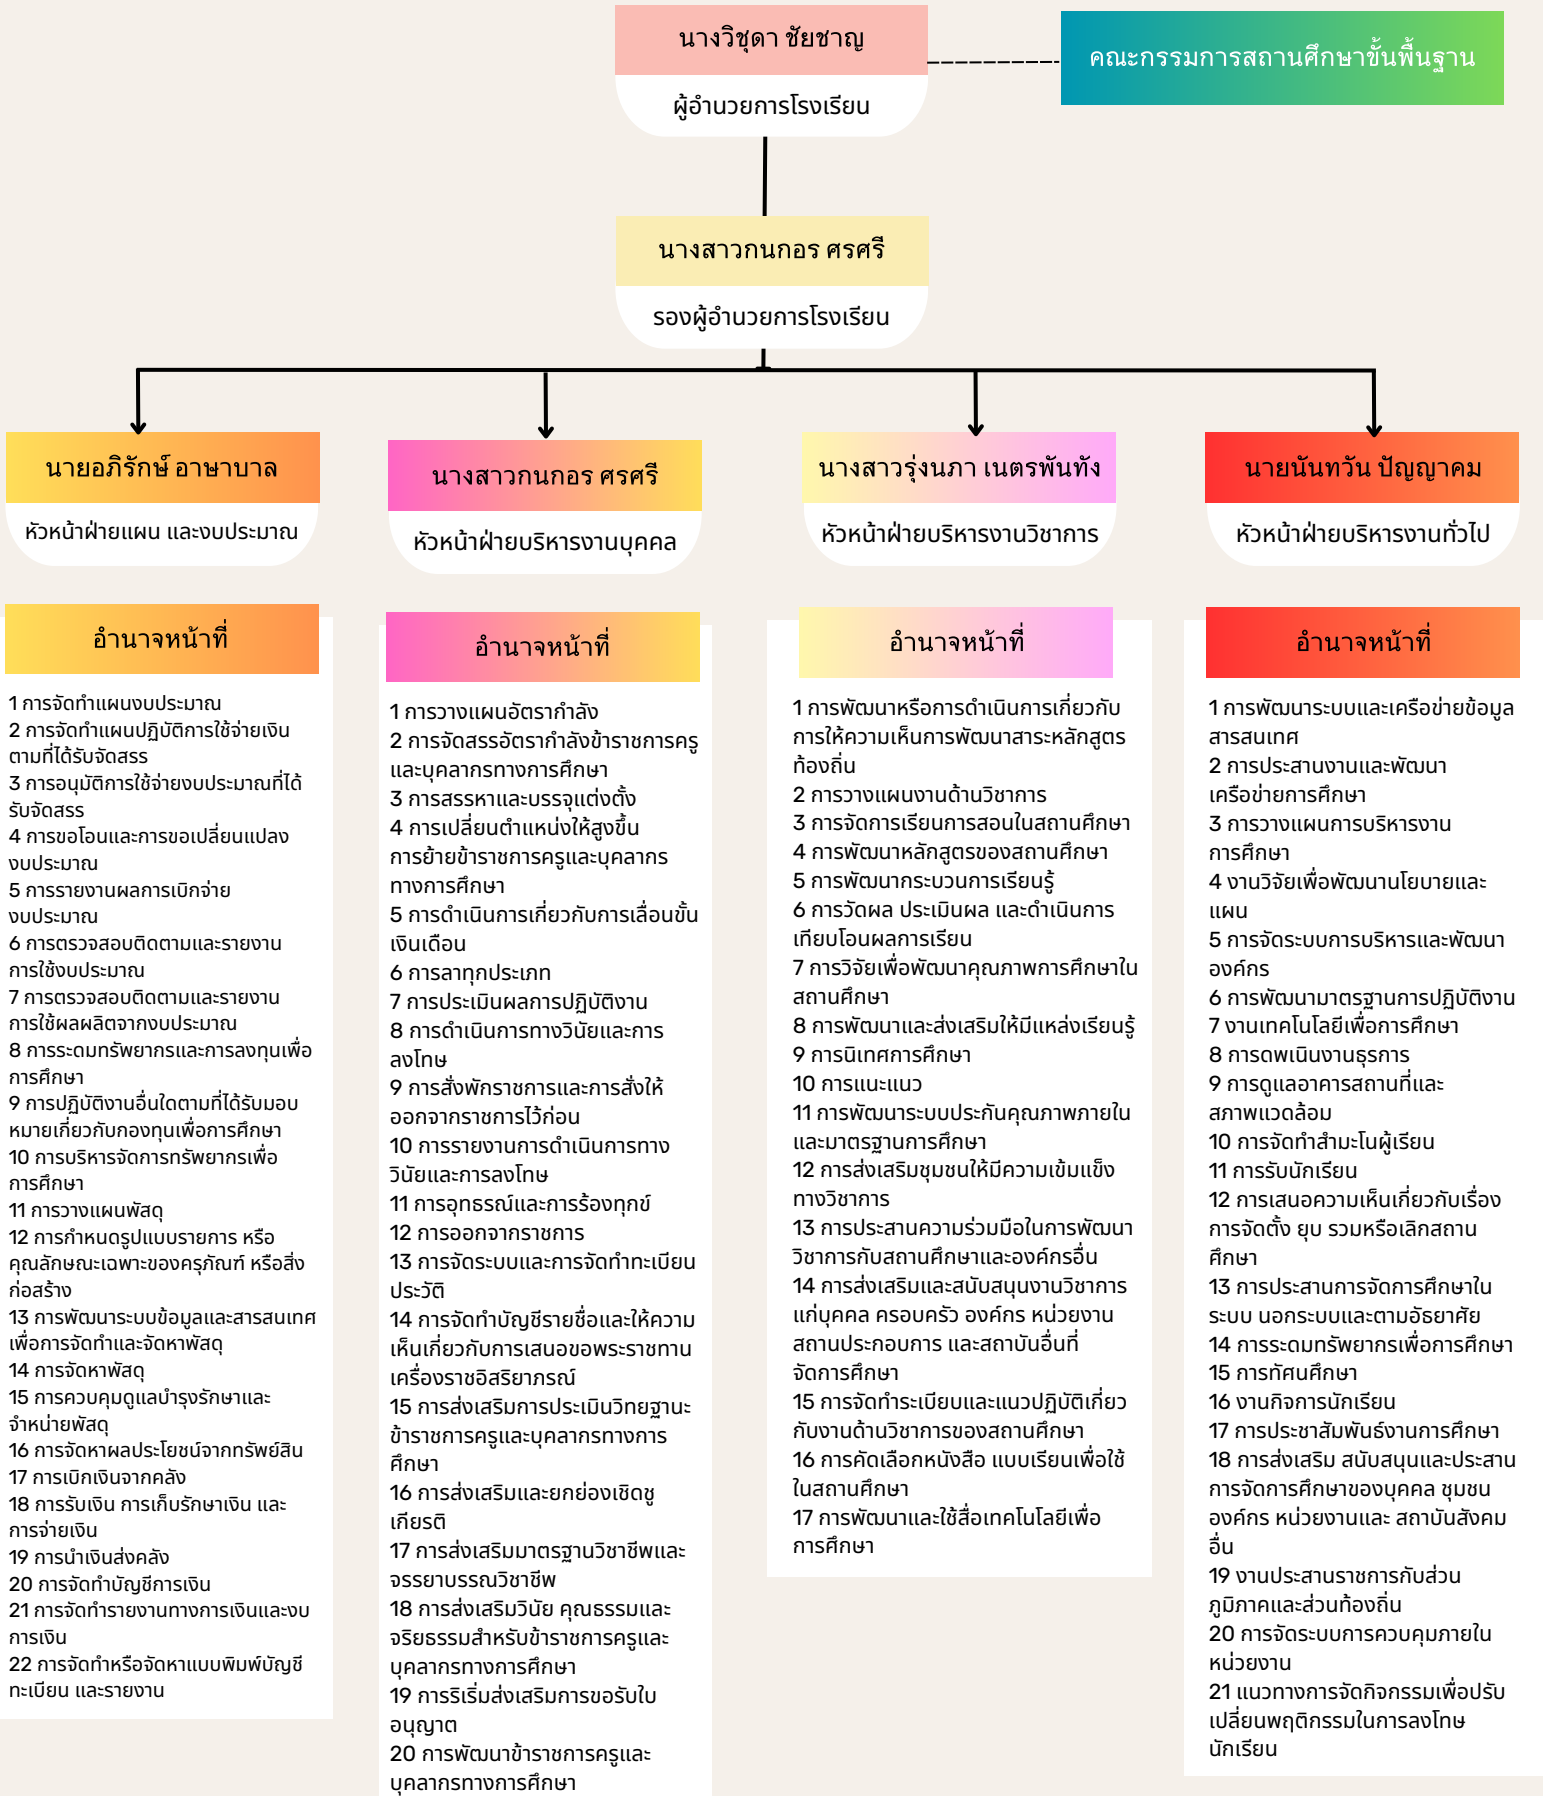 นางวิชุดา ชัยชาญ
ผู้อำนวยการโรงเรียน
คณะกรรมการสถานศึกษาขั้นพื้นฐาน
นางสาวกนกอร ศรศรี
รองผู้อำนวยการโรงเรียน
นายอภิรักษ์ อาษาบาล
หัวหน้าฝ่ายแผน และงบประมาณ
นางสาวกนกอร ศรศรี
หัวหน้าฝ่ายบริหารงานบุคคล
นางสาวรุ่งนภา เนตรพันทัง
หัวหน้าฝ่ายบริหารงานวิชาการ
นายนันทวัน ปัญญาคม
หัวหน้าฝ่ายบริหารงานทั่วไป
อำนาจหน้าที่
1 การจัดทำแผนงบประมาณ
2 การจัดทำแผนปฏิบัติการใช้จ่ายเงิน
ตามที่ได้รับจัดสรร
3 การอนุมัติการใช้จ่ายงบประมาณที่ได้
รับจัดสรร
4 การขอโอนและการขอเปลี่ยนแปลง
งบประมาณ
5 การรายงานผลการเบิกจ่าย
งบประมาณ
6 การตรวจสอบติดตามและรายงาน
การใช้งบประมาณ
7 การตรวจสอบติดตามและรายงาน
การใช้ผลผลิตจากงบประมาณ
8 การระดมทรัพยากรและการลงทุนเพื่อ
การศึกษา
9 การปฏิบัติงานอื่นใดตามที่ได้รับมอบ
หมายเกี่ยวกับกองทุนเพื่อการศึกษา
10 การบริหารจัดการทรัพยากรเพื่อ
การศึกษา
11 การวางแผนพัสดุ
12 การกำหนดรูปแบบรายการ หรือ
คุณลักษณะเฉพาะของครุภัณฑ์ หรือสิ่ง
ก่อสร้าง
13 การพัฒนาระบบข้อมูลและสารสนเทศ
เพื่อการจัดทำและจัดหาพัสดุ
14 การจัดหาพัสดุ
15 การควบคุมดูแลบำรุงรักษาและ
จำหน่ายพัสดุ
16 การจัดหาผลประโยชน์จากทรัพย์สิน
17 การเบิกเงินจากคลัง
18 การรับเงิน การเก็บรักษาเงิน และ
การจ่ายเงิน
19 การนำเงินส่งคลัง
20 การจัดทำบัญชีการเงิน
21 การจัดทำรายงานทางการเงินและงบ
การเงิน
22 การจัดทำหรือจัดหาแบบพิมพ์บัญชี
ทะเบียน และรายงาน
อำนาจหน้าที่
1 การวางแผนอัตรากำลัง
2 การจัดสรรอัตรากำลังข้าราชการครู
และบุคลากรทางการศึกษา
3 การสรรหาและบรรจุแต่งตั้ง
4 การเปลี่ยนตำแหน่งให้สูงขึ้น
การย้ายข้าราชการครูและบุคลากร
ทางการศึกษา
5 การดำเนินการเกี่ยวกับการเลื่อนขั้น
เงินเดือน
6 การลาทุกประเภท
7 การประเมินผลการปฏิบัติงาน
8 การดำเนินการทางวินัยและการ
ลงโทษ
9 การสั่งพักราชการและการสั่งให้
ออกจากราชการไว้ก่อน
10 การรายงานการดำเนินการทาง
วินัยและการลงโทษ
11 การอุทธรณ์และการร้องทุกข์
12 การออกจากราชการ
13 การจัดระบบและการจัดทำทะเบียน
ประวัติ
14 การจัดทำบัญชีรายชื่อและให้ความ
เห็นเกี่ยวกับการเสนอขอพระราชทาน
เครื่องราชอิสริยาภรณ์
15 การส่งเสริมการประเมินวิทยฐานะ
ข้าราชการครูและบุคลากรทางการ
ศึกษา
16 การส่งเสริมและยกย่องเชิดชู
เกียรติ
17 การส่งเสริมมาตรฐานวิชาชีพและ
จรรยาบรรณวิชาชีพ
18 การส่งเสริมวินัย คุณธรรมและ
จริยธรรมสำหรับข้าราชการครูและ
บุคลากรทางการศึกษา
19 การริเริ่มส่งเสริมการขอรับใบ
อนุญาต
20 การพัฒนาข้าราชการครูและ
บุคลากรทางการศึกษา
อำนาจหน้าที่
1 การพัฒนาหรือการดำเนินการเกี่ยวกับ
การให้ความเห็นการพัฒนาสาระหลักสูตร
ท้องถิ่น
2 การวางแผนงานด้านวิชาการ
3 การจัดการเรียนการสอนในสถานศึกษา
4 การพัฒนาหลักสูตรของสถานศึกษา
5 การพัฒนากระบวนการเรียนรู้
6 การวัดผล ประเมินผล และดำเนินการ
เทียบโอนผลการเรียน
7 การวิจัยเพื่อพัฒนาคุณภาพการศึกษาใน
สถานศึกษา
8 การพัฒนาและส่งเสริมให้มีแหล่งเรียนรู้
9 การนิเทศการศึกษา
10 การแนะแนว
11 การพัฒนาระบบประกันคุณภาพภายใน
และมาตรฐานการศึกษา
12 การส่งเสริมชุมชนให้มีความเข้มแข็ง
ทางวิชาการ
13 การประสานความร่วมมือในการพัฒนา
วิชาการกับสถานศึกษาและองค์กรอื่น
14 การส่งเสริมและสนับสนุนงานวิชาการ
แก่บุคคล ครอบครัว องค์กร หน่วยงาน
สถานประกอบการ และสถาบันอื่นที่
จัดการศึกษา
15 การจัดทำระเบียบและแนวปฏิบัติเกี่ยว
กับงานด้านวิชาการของสถานศึกษา
16 การคัดเลือกหนังสือ แบบเรียนเพื่อใช้
ในสถานศึกษา
17 การพัฒนาและใช้สื่อเทคโนโลยีเพื่อ
การศึกษา
อำนาจหน้าที่
1 การพัฒนาระบบและเครือข่ายข้อมูล
สารสนเทศ
2 การประสานงานและพัฒนา
เครือข่ายการศึกษา
3 การวางแผนการบริหารงาน
การศึกษา
4 งานวิจัยเพื่อพัฒนานโยบายและ
แผน
5 การจัดระบบการบริหารและพัฒนา
องค์กร
6 การพัฒนามาตรฐานการปฏิบัติงาน
7 งานเทคโนโลยีเพื่อการศึกษา
8 การดพเนินงานธุรการ
9 การดูแลอาคารสถานที่และ
สภาพแวดล้อม
10 การจัดทำสำมะโนผู้เรียน
11 การรับนักเรียน
12 การเสนอความเห็นเกี่ยวกับเรื่อง
การจัดตั้ง ยุบ รวมหรือเลิกสถาน
ศึกษา
13 การประสานการจัดการศึกษาใน
ระบบ นอกระบบและตามอัธยาศัย
14 การระดมทรัพยากรเพื่อการศึกษา
15 การทัศนศึกษา
16 งานกิจการนักเรียน
17 การประชาสัมพันธ์งานการศึกษา
18 การส่งเสริม สนับสนุนและประสาน
การจัดการศึกษาของบุคคล ชุมชน
องค์กร หน่วยงานและ สถาบันสังคม
อื่น
19 งานประสานราชการกับส่วน
ภูมิภาคและส่วนท้องถิ่น
20 การจัดระบบการควบคุมภายใน
หน่วยงาน
21 แนวทางการจัดกิจกรรมเพื่อปรับ
เปลี่ยนพฤติกรรมในการลงโทษ
นักเรียน